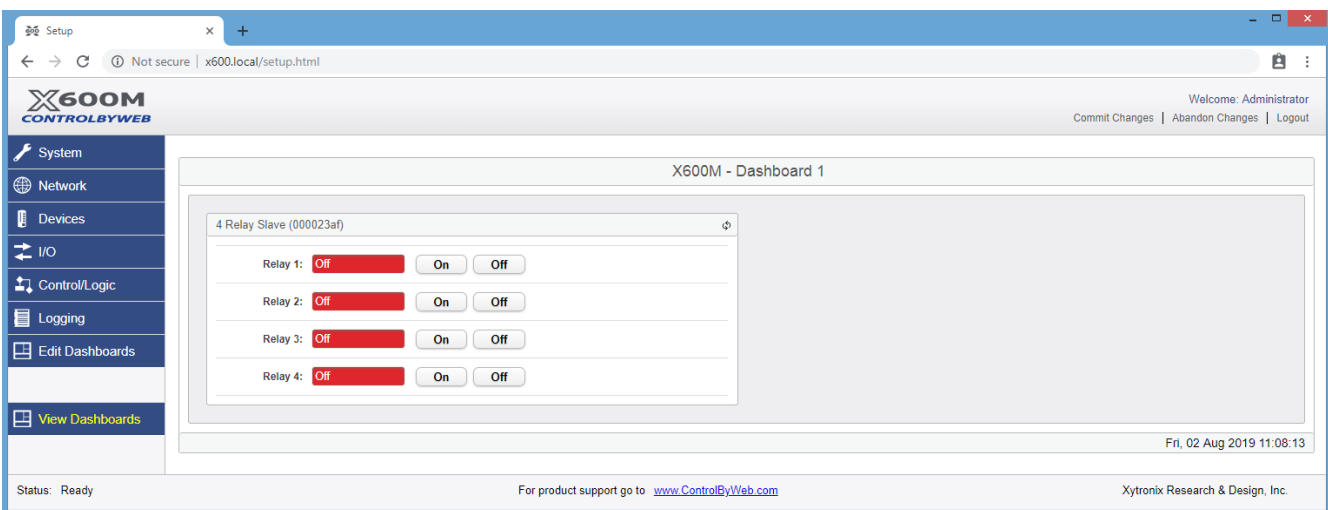 Setup
Not secure | x600.local/setup.html
X600M
CONTROLBYWEB
Welcome: Administrator
Commit Changes | Abandon Changes | Logout
System
Network
Devices
I/O
Control/Logic
Logging
Edit Dashboards
View Dashboards
X600M - Dashboard 1
4 Relay Slave (000023af)
Relay 1: Off On Off
Relay 2: Off On Off
Relay 3: Off On Off
Relay 4: Off On Off
Fri, 02 Aug 2019 11:08:13
Status: Ready
For product support go to www.ControlByWeb.com
Xytronix Research & Design, Inc.